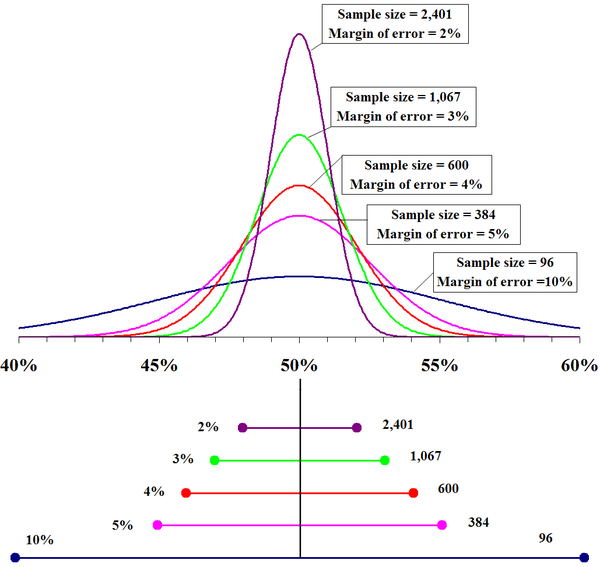 Sample size = 2,401
Margin of error = 2%
Sample size = 1,067
Margin of error = 3%
Sample size = 600
Margin of error = 4%
Sample size = 384
Margin of error = 5%
Sample size = 96
Margin of error =10%
40% 45% 50% 55% 60%
2% 2,401
3% 1,067
4% 600
5% 384
10% 96